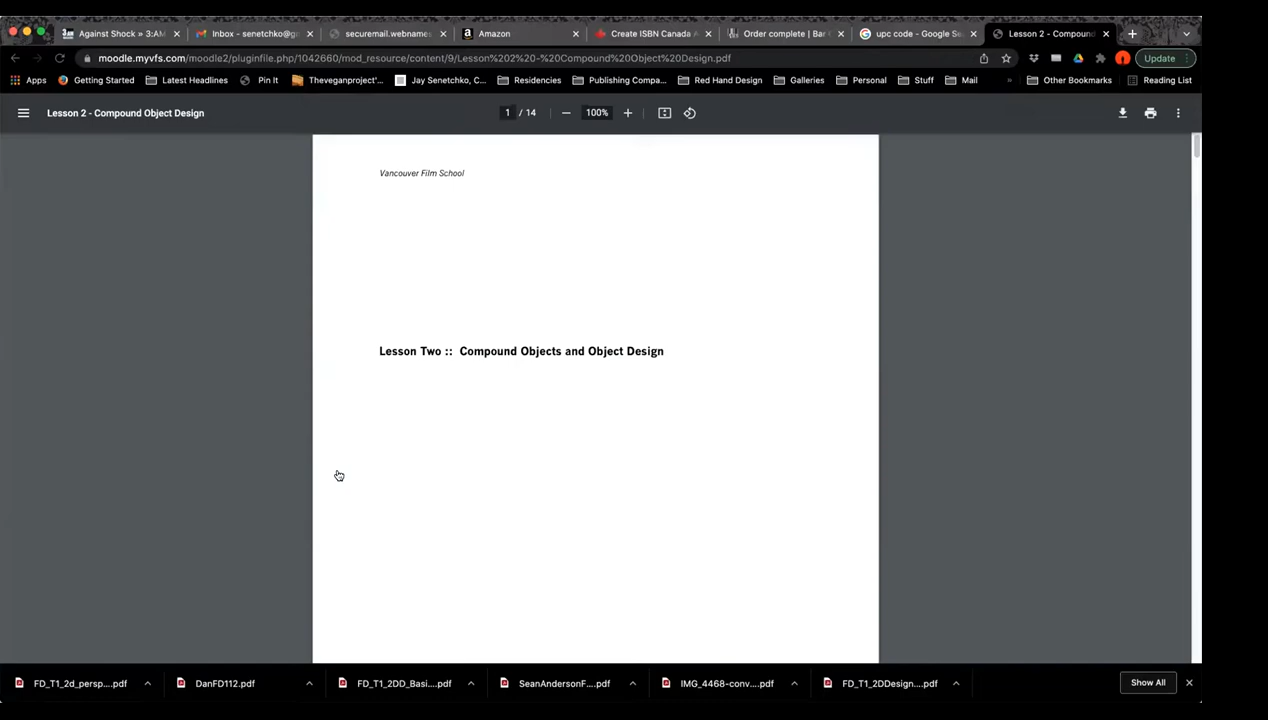 Against Shock » 3:AM
Inbox - senetchko@gm
securemail.webnames
Amazon
Create ISBN Canada A
Order complete | Bar C
upc code - Google Se
Lesson 2 - Compound
moodle.myvfs.com/moodle2/pluginfile.php/1042660/mod_resource/content/9/Lesson%202%20-%20Compound%20Object%20Design.pdf
Update
Apps
Getting Started
Latest Headlines
Pin It
Theveganproject'...
Jay Senetchko, C...
Residencies
Publishing Compa...
Red Hand Design
Galleries
Personal
Stuff
Mail
»
Other Bookmarks
Reading List
Lesson 2 - Compound Object Design
1 / 14
100%
Vancouver Film School
Lesson Two :: Compound Objects and Object Design
FD_T1_2d_persp....pdf
DanFD112.pdf
FD_T1_2DD_Basi....pdf
SeanAndersonF....pdf
IMG_4468-conv....pdf
FD_T1_2DDesign....pdf
Show All